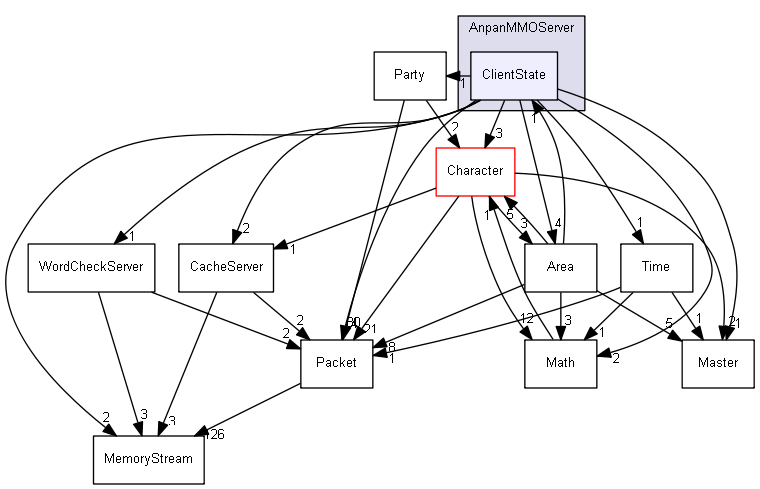 AnpanMMOServer
Party
ClientState
1
1
2
3
Character
1
2
1
5
3
4
1
WordCheckServer
CacheServer
Area
Time
2
2
21
8
1
12
3
1
2
5
1
2
1
Packet
Math
Master
2
3
3
126
MemoryStream